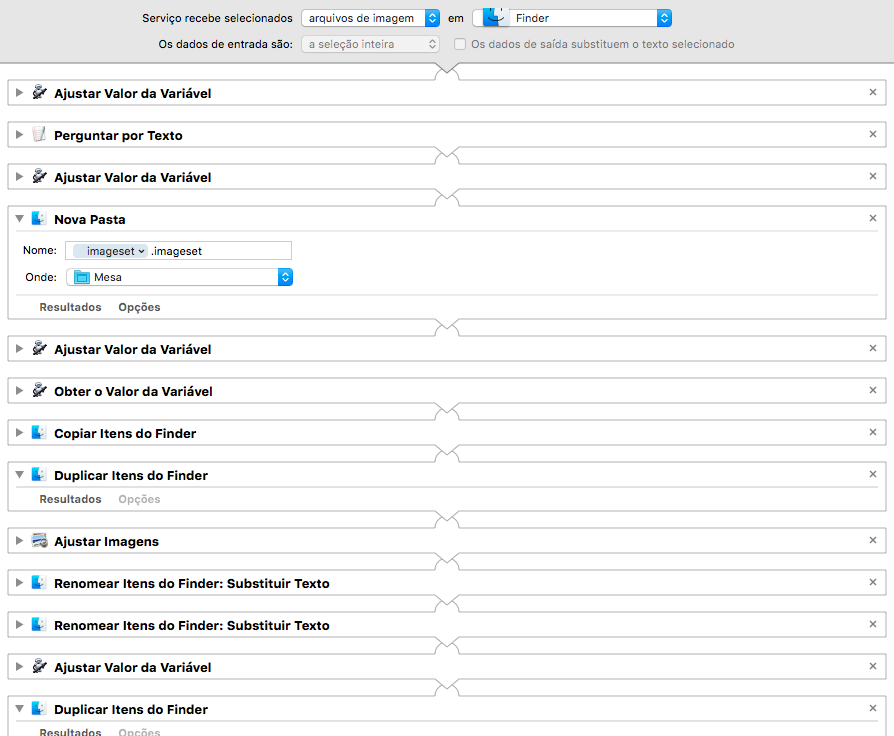 Serviço recebe selecionados arquivos de imagem em Finder
Os dados de entrada são: a seleção inteira Os dados de saída substituem o texto selecionado
Ajustar Valor da Variável
Perguntar por Texto
Ajustar Valor da Variável
Nova Pasta
Nome: imageset .imageset
Onde: Mesa
Resultados Opções
Ajustar Valor da Variável
Obter o Valor da Variável
Copiar Itens do Finder
Duplicar Itens do Finder
Resultados Opções
Ajustar Imagens
Renomear Itens do Finder: Substituir Texto
Renomear Itens do Finder: Substituir Texto
Ajustar Valor da Variável
Duplicar Itens do Finder
Resultados Opções